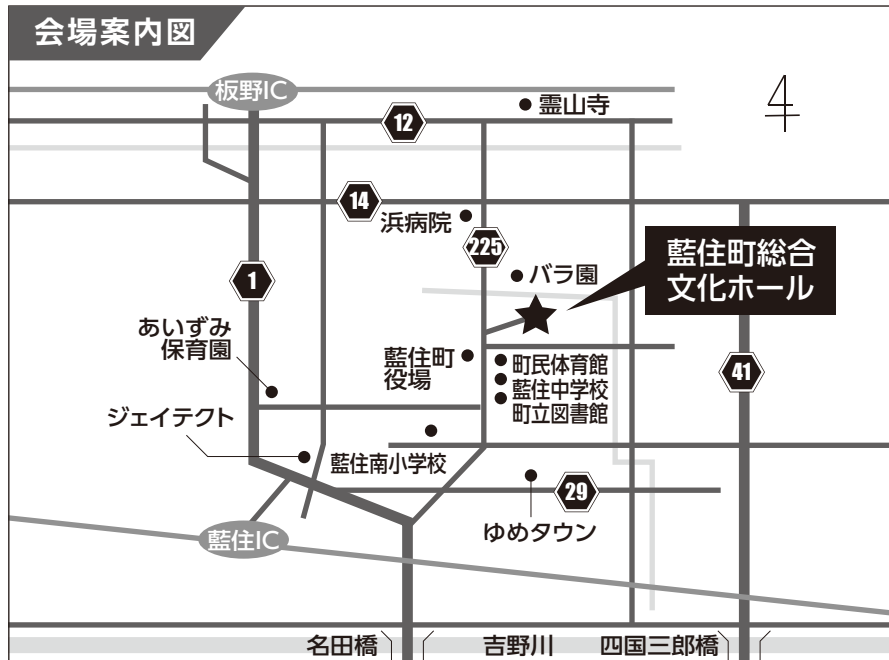 会場案内図
板野IC
霊山寺
12
14
浜病院
225
バラ園
藍住町総合
文化ホール
1
あいずみ
保育園
藍住町
役場
町民体育館
藍住中学校
町立図書館
41
ジェイテクト
藍住南小学校
29
ゆめタウン
藍住IC
名田橋
吉野川
四国三郎橋